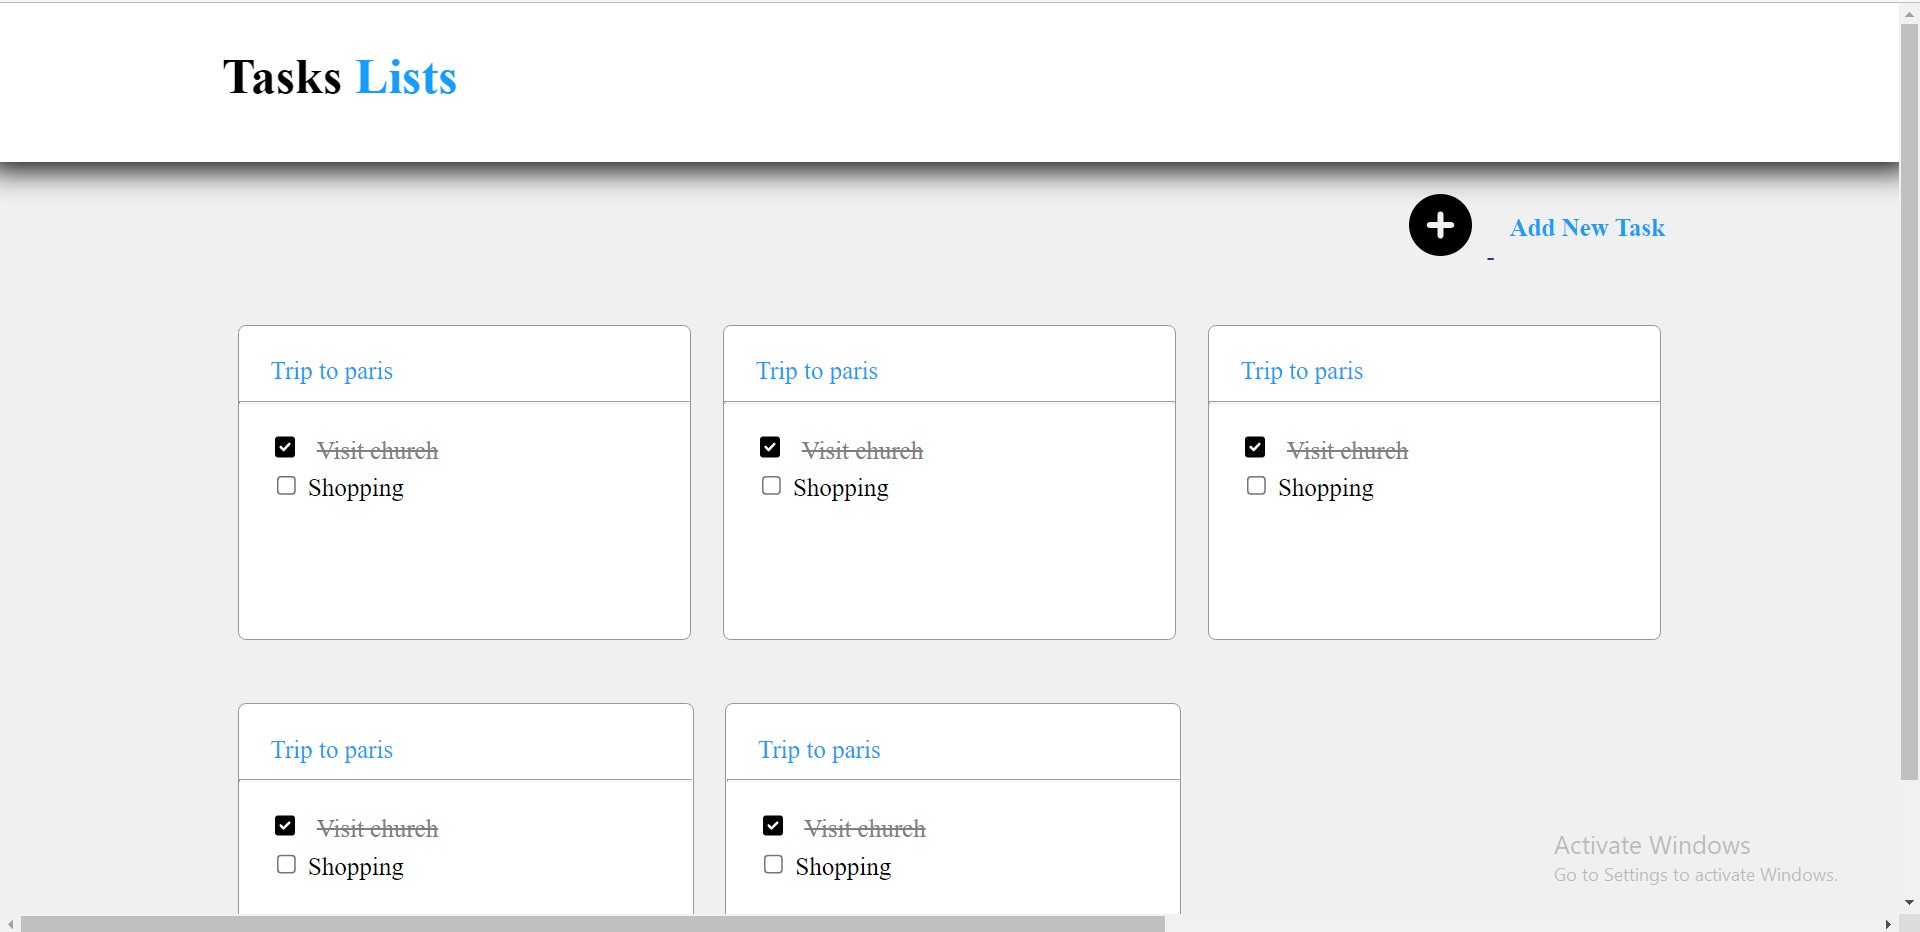 Tasks Lists
Add New Task
Trip to paris
Visit church
Shopping
Trip to paris
Visit church
Shopping
Trip to paris
Visit church
Shopping
Trip to paris
Visit church
Shopping
Trip to paris
Visit church
Shopping
Activate Windows
Go to Settings to activate Windows.